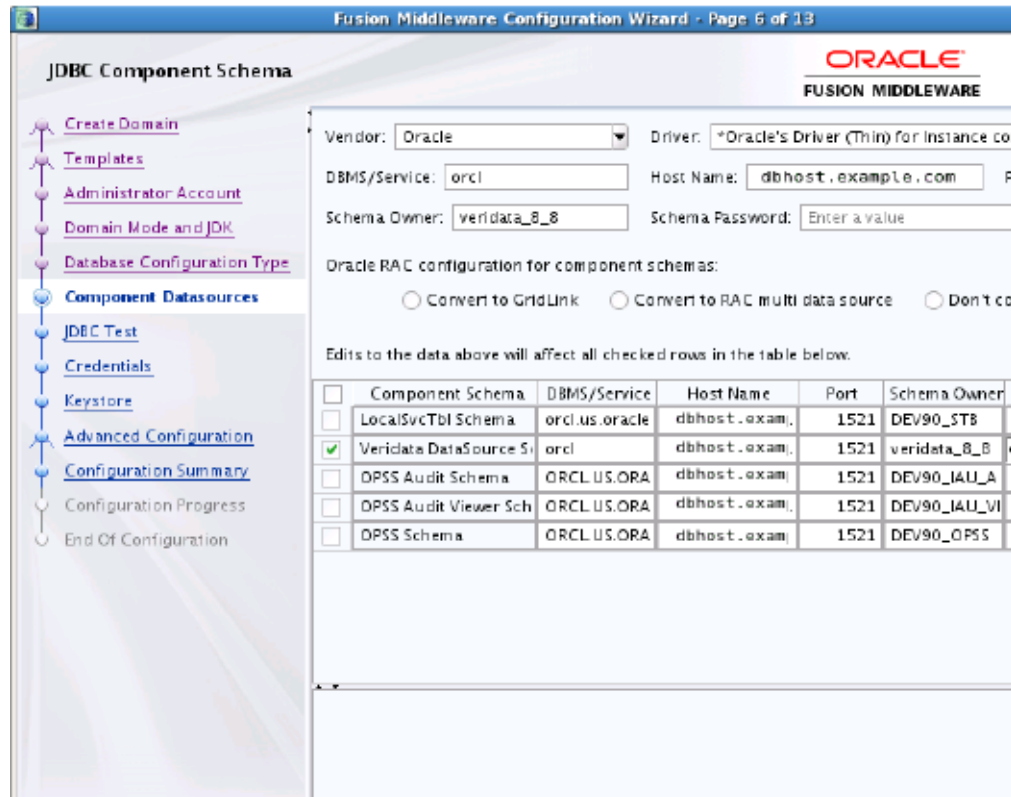 Fusion Middleware Configuration Wizard - Page 6 of 13
JDBC Component Schema
ORACLE
FUSION MIDDLEWARE
Create Domain
Templates
Administrator Account
Domain Mode and JDK
Database Configuration Type
Component Datasources
JDBC Test
Credentials
Keystore
Advanced Configuration
Configuration Summary
Configuration Progress
End Of Configuration
Vendor: Oracle Driver: *Oracle's Driver (Thin) for Instance co
DBMS/Service: orcl Host Name: dbhost.example.com
Schema Owner: veridata_8_8 Schema Password: Enter a value
Oracle RAC configuration for component schemas:
Convert to GridLink Convert to RAC multi data source Don't co
Edits to the data above will affect all checked rows in the table below.
Component Schema DBMS/Service Host Name Port Schema Owner
LocalSvcTbl Schema orcl.us.oracle dbhost.exam 1521 DEV90_STB
Veridata DataSource S orcl dbhost.exam 1521 veridata_8_8
OPSS Audit Schema ORCL.US.ORA dbhost.exam 1521 DEV90_IAU_A
OPSS Audit Viewer Sch ORCL.US.ORA dbhost.exam 1521 DEV90_IAU_VI
OPSS Schema ORCL.US.ORA dbhost.exam 1521 DEV90_OPSS